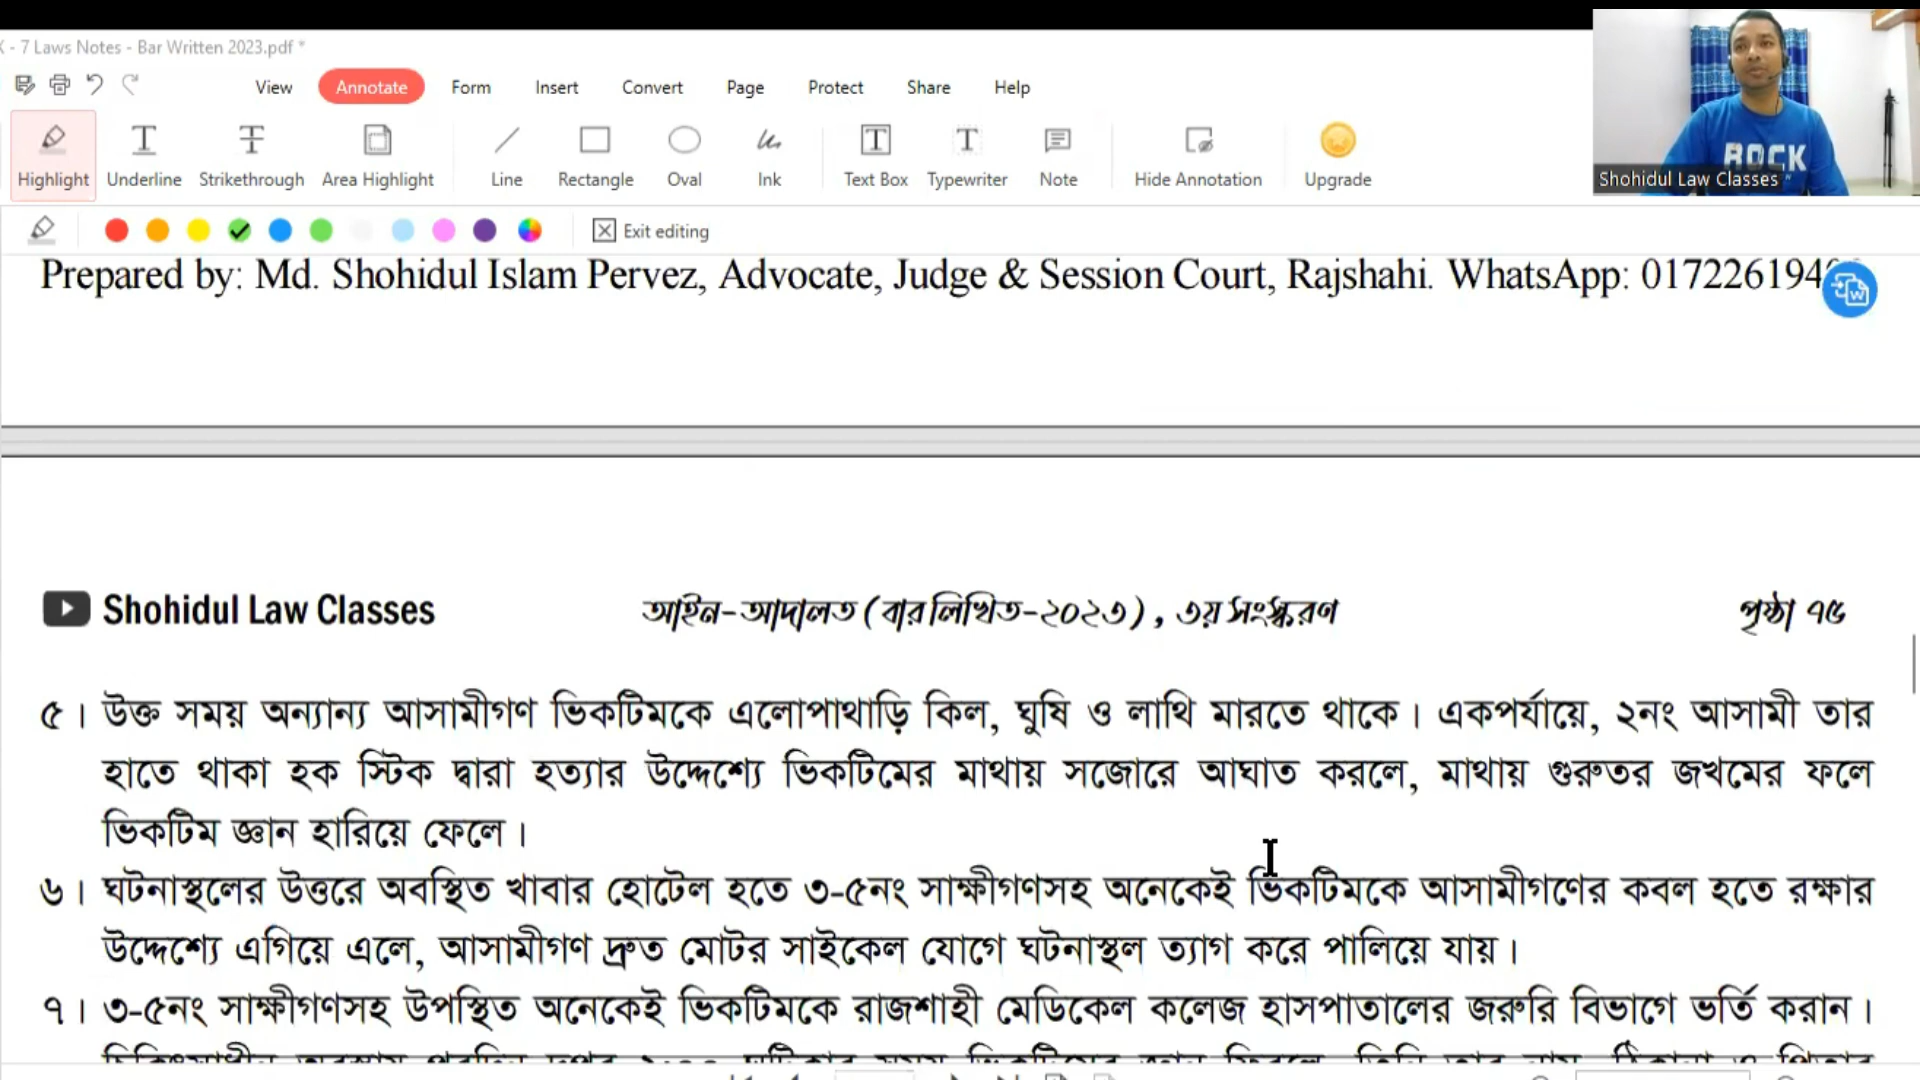 - 7 Laws Notes - Bar Written 2023.pdf *
View Annotate Form Insert Convert Page Protect Share Help
Highlight Underline Strikethrough Area Highlight Line Rectangle Oval Ink Text Box Typewriter Note Hide Annotation Upgrade
ROCK
Shohidul Law Classes
Exit editing
Prepared by: Md. Shohidul Islam Pervez, Advocate, Judge & Session Court, Rajshahi. WhatsApp: 017226194
Shohidul Law Classes আইন-আদালত (বার লিখিত-২০২৩), ৩য় সংস্করণ পৃষ্ঠা ৭৫
৫। উক্ত সময় অন্যান্য আসামীগণ ভিকটিমকে এলোপাথাড়ি কিল, ঘুষি ও লাথি মারতে থাকে। একপর্যায়ে, ২নং আসামী তার
হাতে থাকা হক স্টিক দ্বারা হত্যার উদ্দেশ্যে ভিকটিমের মাথায় সজোরে আঘাত করলে, মাথায় গুরুতর জখমের ফলে
ভিকটিম জ্ঞান হারিয়ে ফেলে।
৬। ঘটনাস্থলের উত্তরে অবস্থিত খাবার হোটেল হতে ৩-৫নং সাক্ষীগণসহ অনেকেই ভিকটিমকে আসামীগণের কবল হতে রক্ষার
উদ্দেশ্যে এগিয়ে এলে, আসামীগণ দ্রুত মোটর সাইকেল যোগে ঘটনাস্থল ত্যাগ করে পালিয়ে যায়।
৭। ৩-৫নং সাক্ষীগণসহ উপস্থিত অনেকেই ভিকটিমকে রাজশাহী মেডিকেল কলেজ হাসপাতালের জরুরি বিভাগে ভর্তি করান।